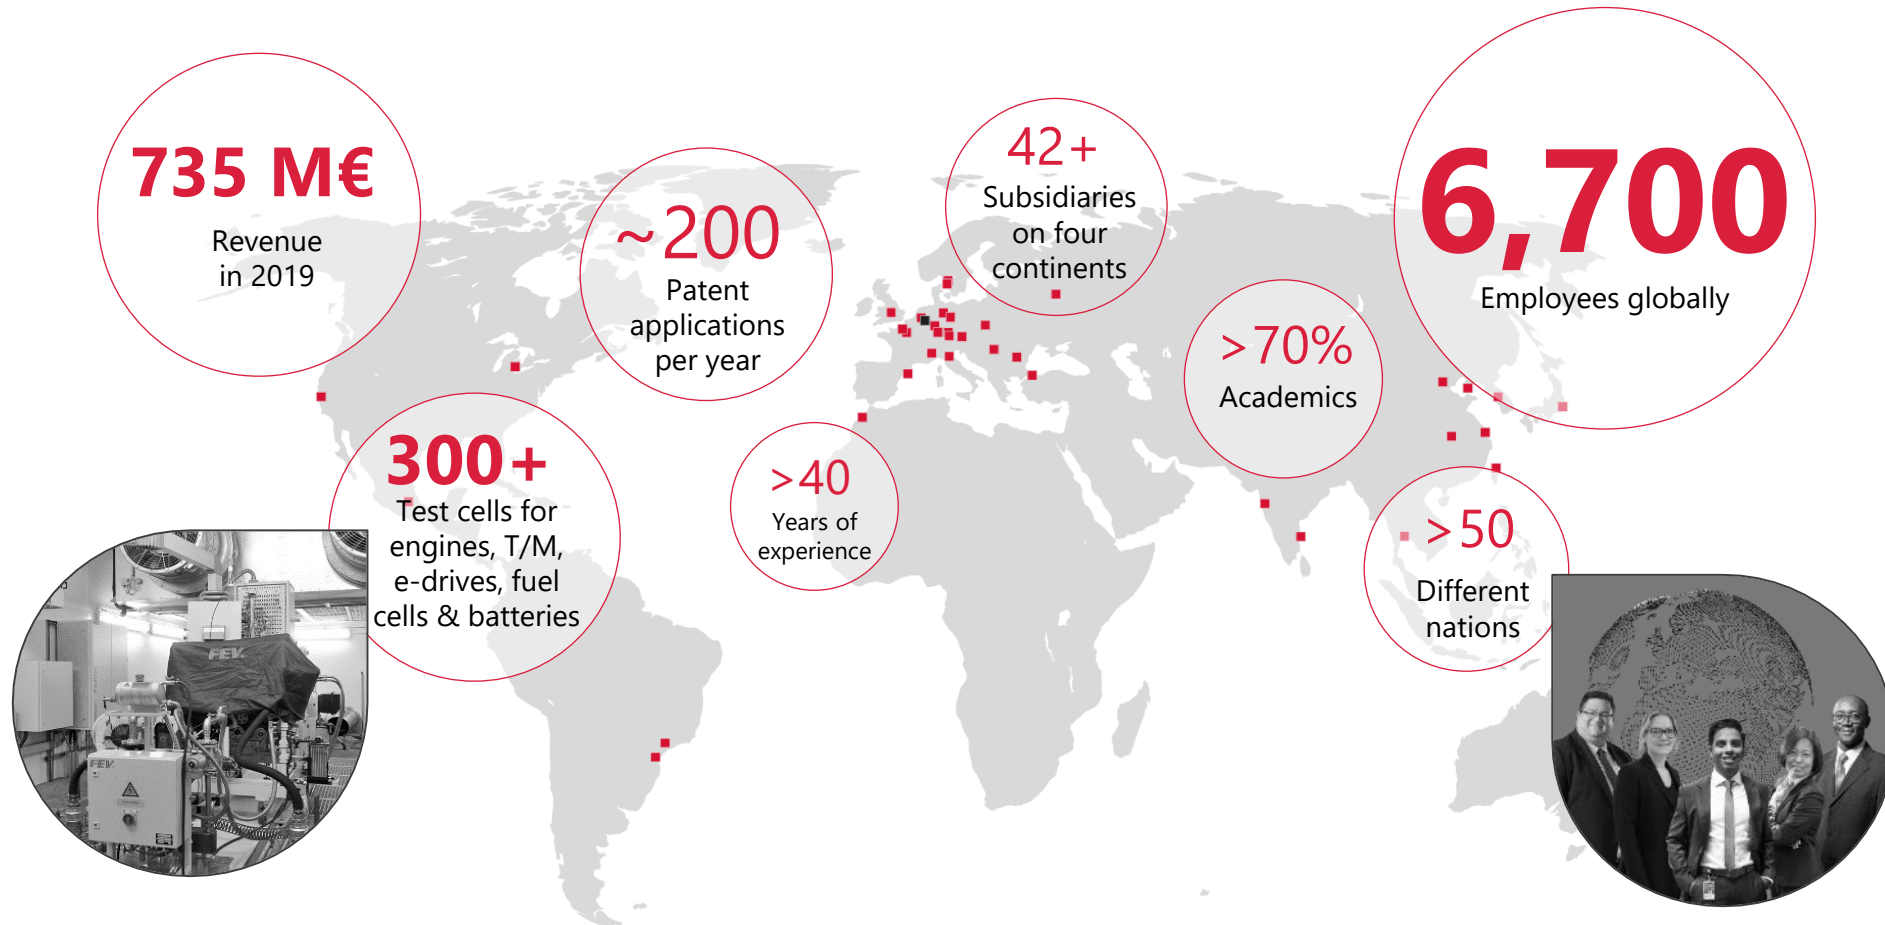 735 M€
Revenue
in 2019
~200
Patent
applications
per year
42+
Subsidiaries
on four
continents
6,700
Employees globally
>70%
Academics
300+
Test cells for
engines, T/M,
e-drives, fuel
cells & batteries
>40
Years of
experience
>50
Different
nations
FEV
FEV